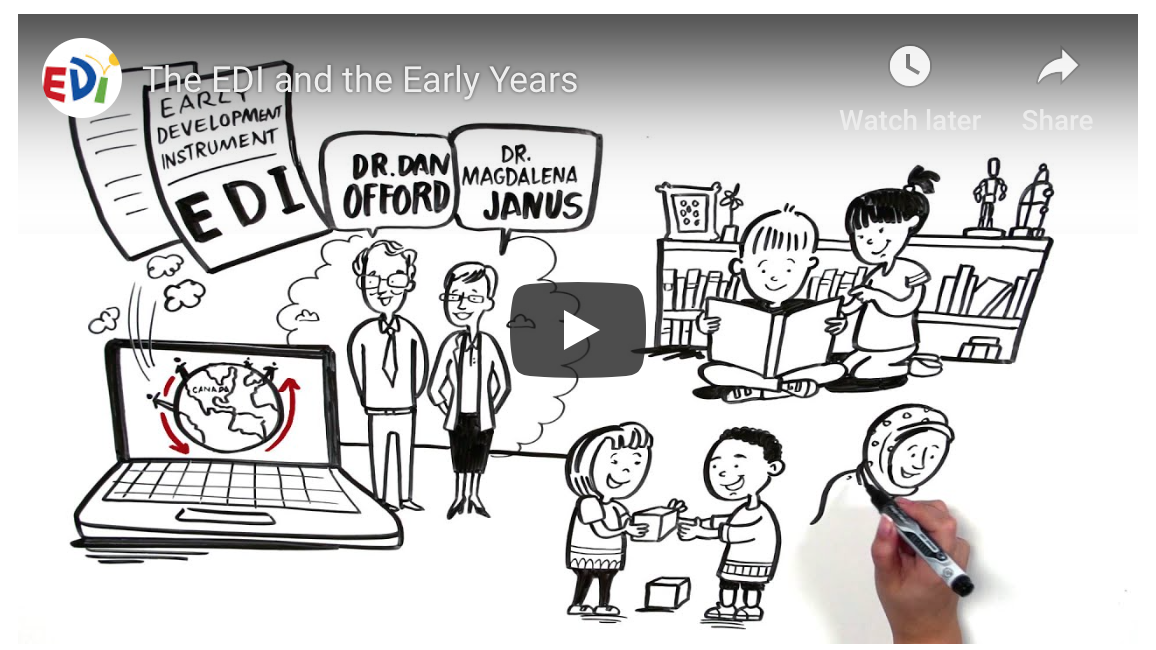 EDI
The EDI and the Early Years
Watch later
Share
EARLY
DEVELOPMENT
INSTRUMENT
EDI
DR. DAN
OFFORD
DR.
MAGDALENA
JANUS
CANADA